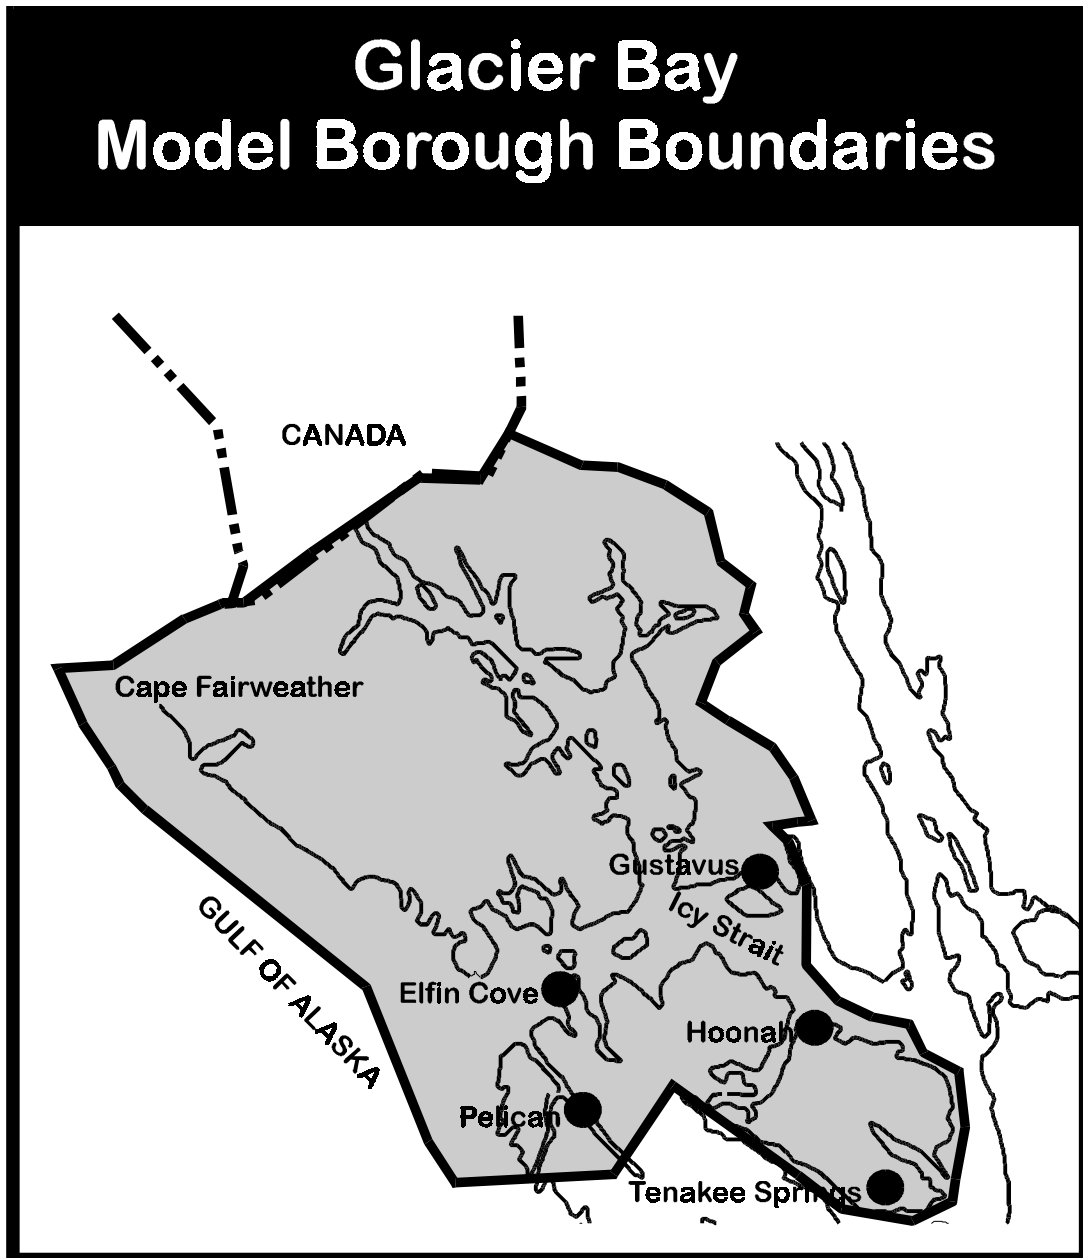 Glacier Bay
Model Borough Boundaries
CANADA
Cape Fairweather
Gustavus
Icy Strait
GULF OF ALASKA
Elfin Cove
Hoonah
Pelican
Tenakee Springs